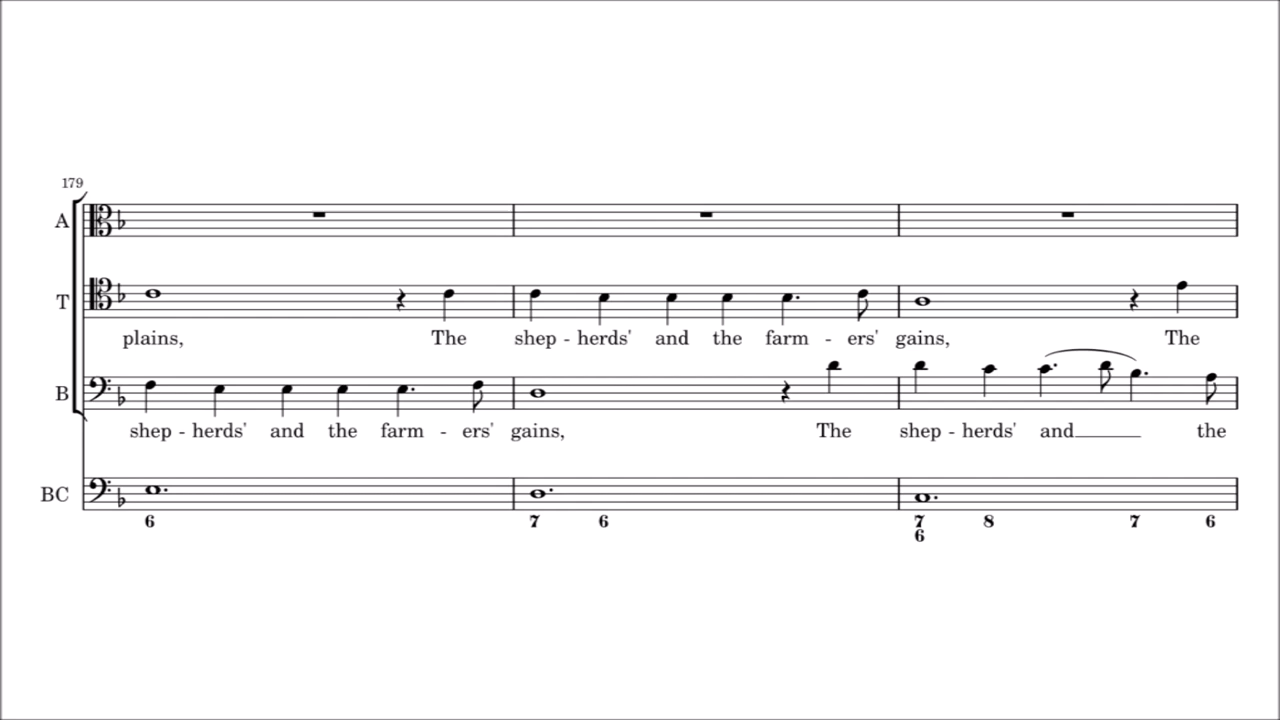 179
A
T
plains, The shep - herds' and the farm - ers' gains, The
B
shep - herds' and the farm - ers' gains, The shep - herds' and the
BC
6 7 6 7 8 7 6
6